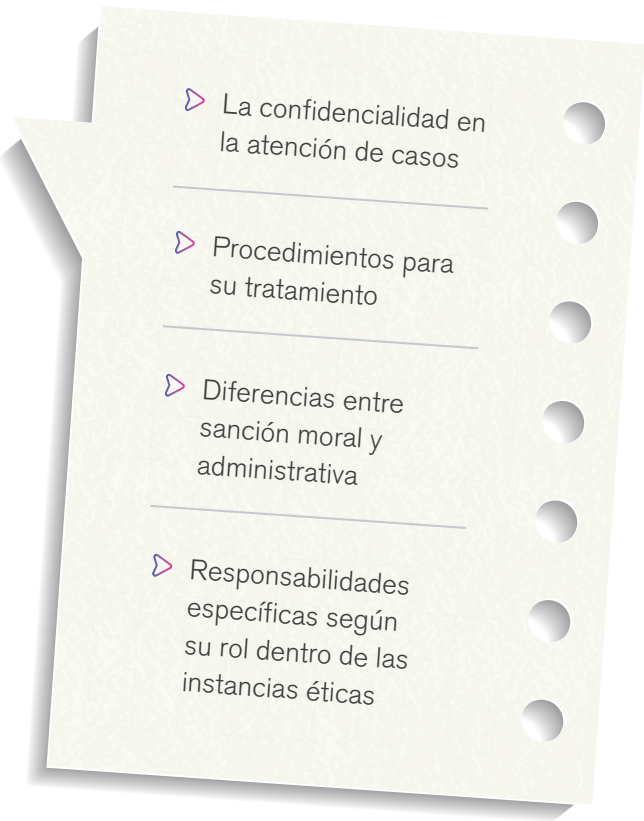 La confidencialidad en
la atención de casos
Procedimientos para
su tratamiento
Diferencias entre
sanción moral y
administrativa
Responsabilidades
específicas según
su rol dentro de las
instancias éticas